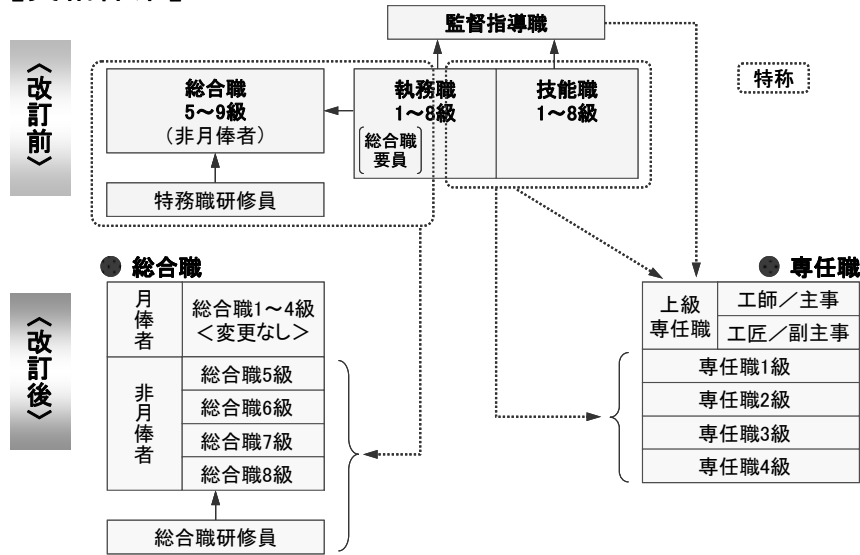 監督指導職
〈改訂前〉
総合職
5～9級
（非月俸者）
執務職
1～8級
総合職
要員
技能職
1～8級
特称
特務職研修員
総合職
専任職
〈改訂後〉
月俸者
総合職1～4級
＜変更なし＞
非月俸者
総合職5級
総合職6級
総合職7級
総合職8級
総合職研修員
上級
専任職
工師／主事
工匠／副主事
専任職1級
専任職2級
専任職3級
専任職4級